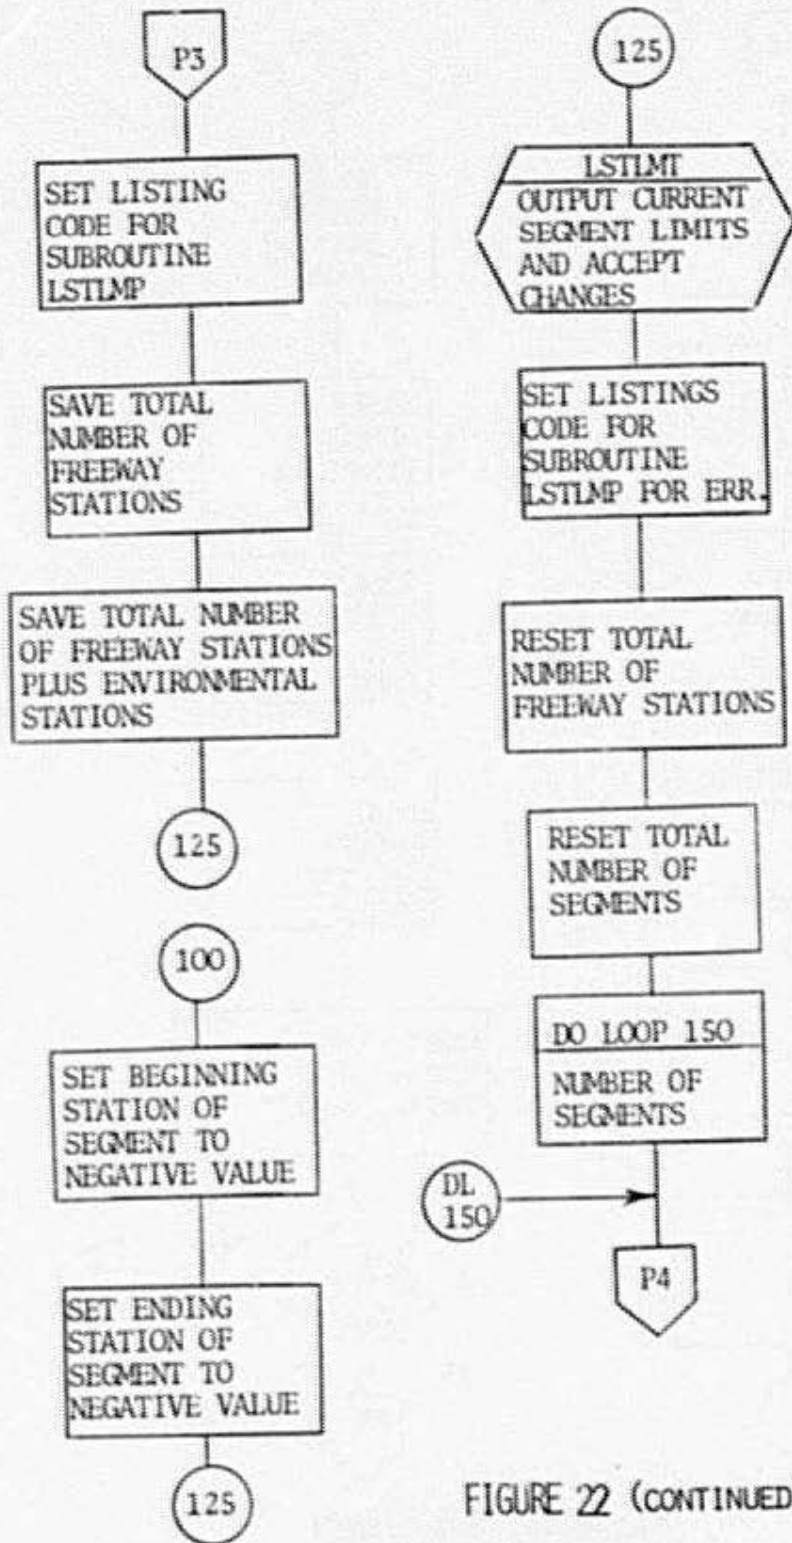 P3
SET LISTING
CODE FOR
SUBROUTINE
LSTLMP
SAVE TOTAL
NUMBER OF
FREEWAY
STATIONS
SAVE TOTAL NUMBER
OF FREEWAY STATIONS
PLUS ENVIRONMENTAL
STATIONS
125
100
SET BEGINNING
STATION OF
SEGMENT TO
NEGATIVE VALUE
SET ENDING
STATION OF
SEGMENT TO
NEGATIVE VALUE
125
125
LSTLMT
OUTPUT CURRENT
SEGMENT LIMITS
AND ACCEPT
CHANGES
SET LISTINGS
CODE FOR
SUBROUTINE
LSTLMP FOR ERR.
RESET TOTAL
NUMBER OF
FREEWAY STATIONS
RESET TOTAL
NUMBER OF
SEGMENTS
DO LOOP 150
NUMBER OF
SEGMENTS
DL
150
P4
FIGURE 22 (CONTINUED